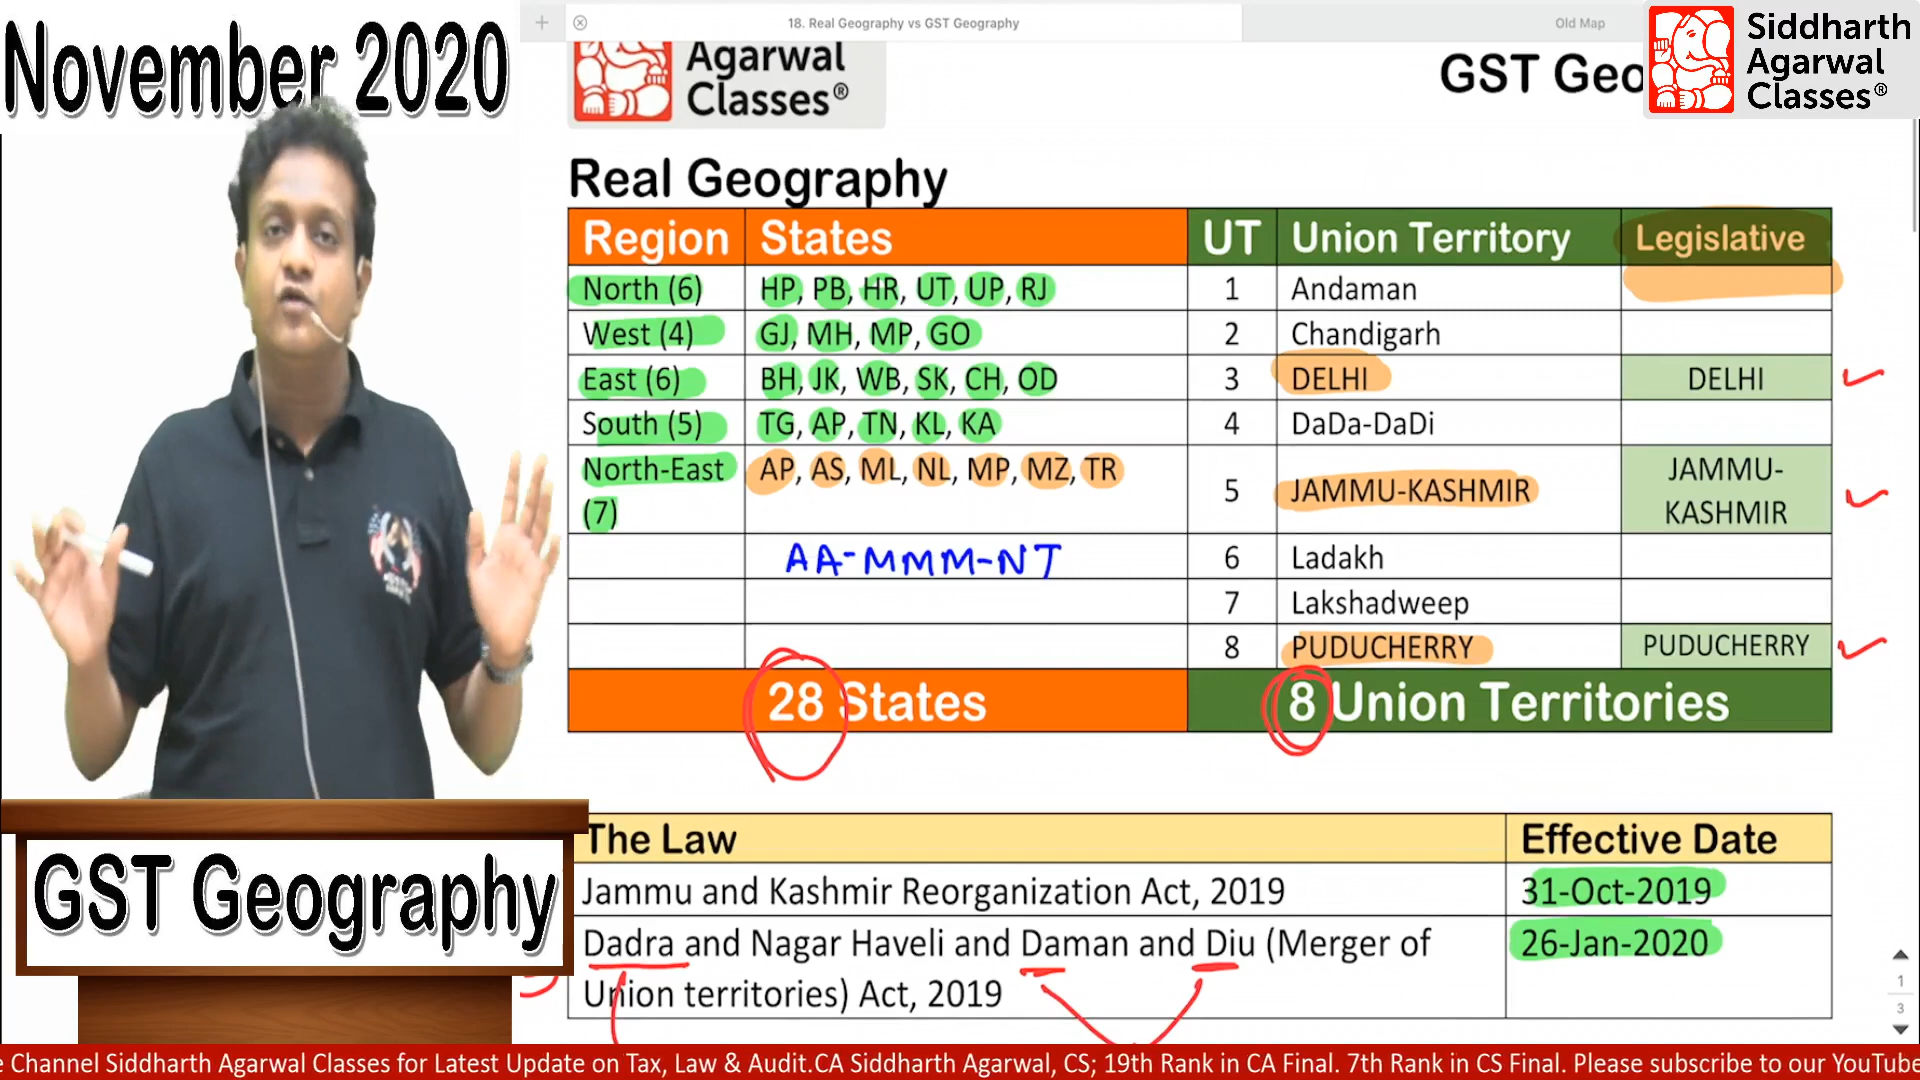 November 2020
18. Real Geography vs GST Geography
Old Map
Agarwal
Classes®
GST Geo
Siddharth
Agarwal
Classes®
Real Geography
Region States UT Union Territory Legislative
North (6) HP, PB, HR, UT, UP, RJ 1 Andaman
West (4) GJ, MH, MP, GO 2 Chandigarh
East (6) BH, JK, WB, SK, CH, OD 3 DELHI DELHI
South (5) TG, AP, TN, KL, KA 4 DaDa-DaDi
North-East (7) AP, AS, ML, NL, MP, MZ, TR 5 JAMMU-KASHMIR JAMMU-
KASHMIR
AA-MMM-NT 6 Ladakh
7 Lakshadweep
8 PUDUCHERRY PUDUCHERRY
28 States 8 Union Territories
The Law Effective Date
Jammu and Kashmir Reorganization Act, 2019 31-Oct-2019
Dadra and Nagar Haveli and Daman and Diu (Merger of 26-Jan-2020
Union territories) Act, 2019
1
3
GST Geography
e Channel Siddharth Agarwal Classes for Latest Update on Tax, Law & Audit.CA Siddharth Agarwal, CS; 19th Rank in CA Final. 7th Rank in CS Final. Please subscribe to our YouTube